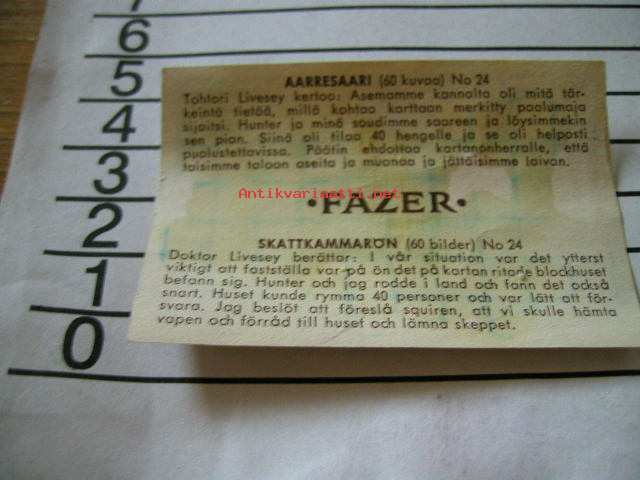 7
6
5
4
3
2
1
0
AARRESAARI (60 kuvaa) No 24
Tohtori Livesey kertoo: Asemamme kannalta oli mitä tär-
keintä tietää, millä kohtaa karttaan merkitty paalumaja
sijaitsi. Hunter ja minä soudimme saareen ja löysimmekin
sen pian. Siinä oli tilaa 40 hengelle ja se oli helposti
puolustettavissa. Päätin ehdottaa kartanonherralle, että
toisimme taloon aseita ja muonaa ja jättäisimme laivan.
Antikvariaatti.net
•FAZER•
SKATTKAMMARÖN (60 bilder) No 24
Doktor Livesey berättar: I vår situation var det ytterst
viktigt att fastställa var på ön det på kartan ritade blockhuset
befann sig. Hunter och jag rodde i land och fann det också
snart. Huset kunde rymma 40 personer och var lätt att för-
svara. Jag beslöt att föreslå squiren, att vi skulle hämta
vapen och förråd till huset och lämna skeppet.